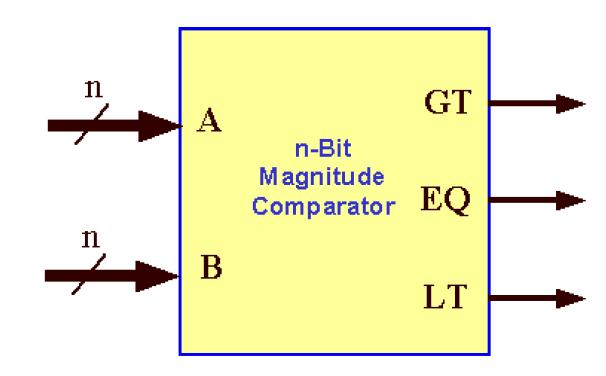 n
A
n
B
n-Bit
Magnitude
Comparator
GT
EQ
LT